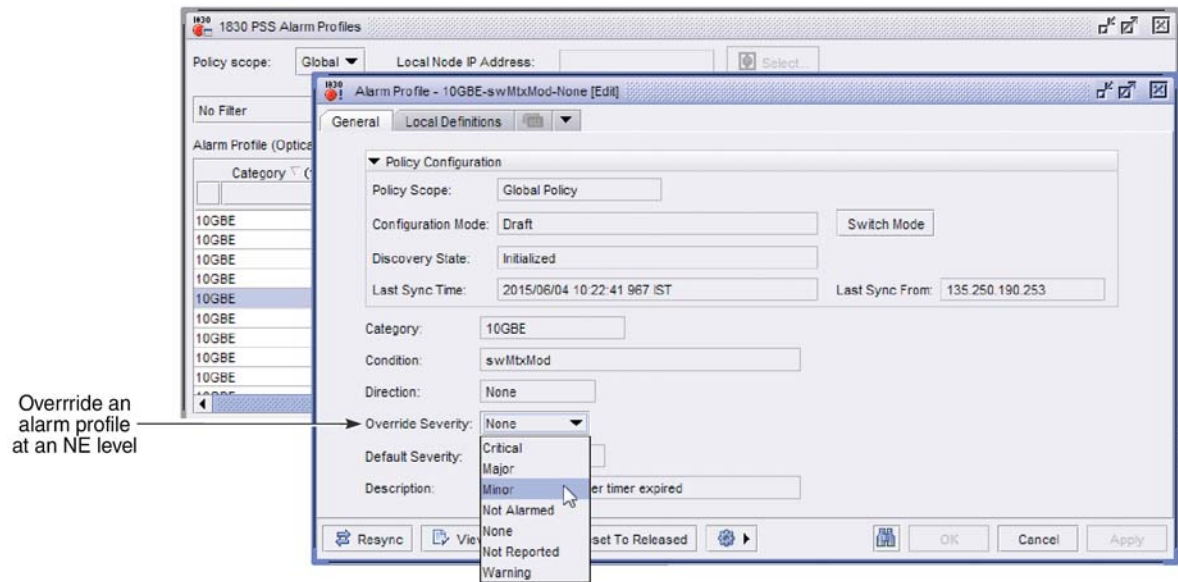 1830 PSS Alarm Profiles
Policy scope: Global Local Node IP Address: Select...
No Filter
Alarm Profile (Optica
Category
10GBE
10GBE
10GBE
10GBE
10GBE
10GBE
10GBE
10GBE
10GBE
Alarm Profile - 10GBE-swMtxMod-None [Edit]
General Local Definitions
Policy Configuration
Policy Scope: Global Policy
Configuration Mode: Draft Switch Mode
Discovery State: Initialized
Last Sync Time: 2015/06/04 10:22:41 967 IST Last Sync From: 135.250.190.253
Category: 10GBE
Condition: swMtxMod
Direction: None
Overrride an
alarm profile
at an NE level
Override Severity: None
Default Severity:
Description: er timer expired
Critical
Major
Minor
Not Alarmed
None
Not Reported
Warning
Resync Vie set To Released OK Cancel Apply